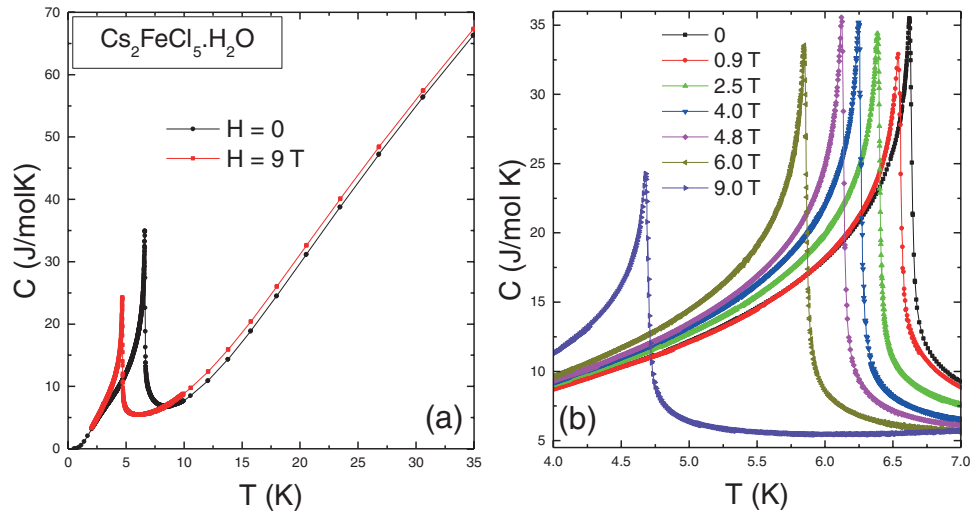 Cs2FeCl5.H2O
H = 0
H = 9 T
C (J/molK)
70
60
50
40
30
20
10
0
0 5 10 15 20 25 30 35
T (K)
(a)
0
0.9 T
2.5 T
4.0 T
4.8 T
6.0 T
9.0 T
C (J/mol K)
35
30
25
20
15
10
5
4.0 4.5 5.0 5.5 6.0 6.5 7.0
T (K)
(b)